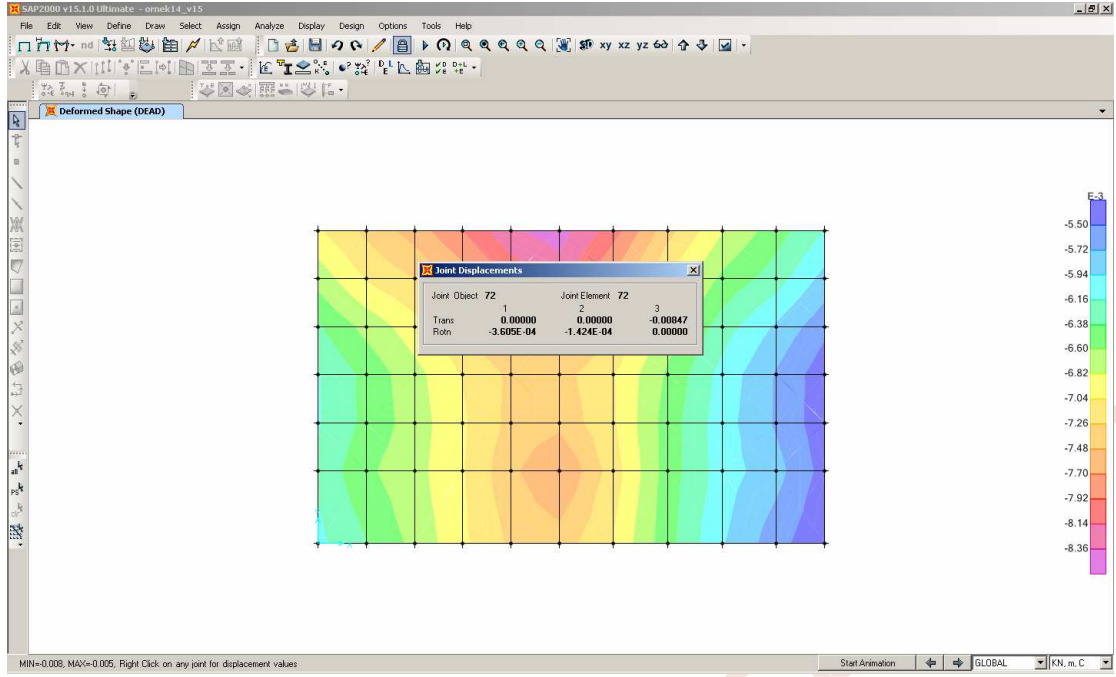 SAP2000 v15.1.0 Ultimate - ornek14_v15
File Edit View Define Draw Select Assign Analyze Display Design Options Tools Help
nd xy xz yz
Deformed Shape (DEAD)
E-3
-5.50
-5.72
-5.94
-6.16
-6.38
-6.60
-6.82
-7.04
-7.26
-7.48
-7.70
-7.92
-8.14
-8.36
Joint Displacements
Joint Object 72 Joint Element 72
1 2 3
Trans 0.00000 0.00000 -0.00847
Rotn -3.605E-04 -1.424E-04 0.00000
all
PS
clr
X
MIN=-0.008, MAX=-0.005, Right Click on any joint for displacement values
Start Animation GLOBAL KN, m, C